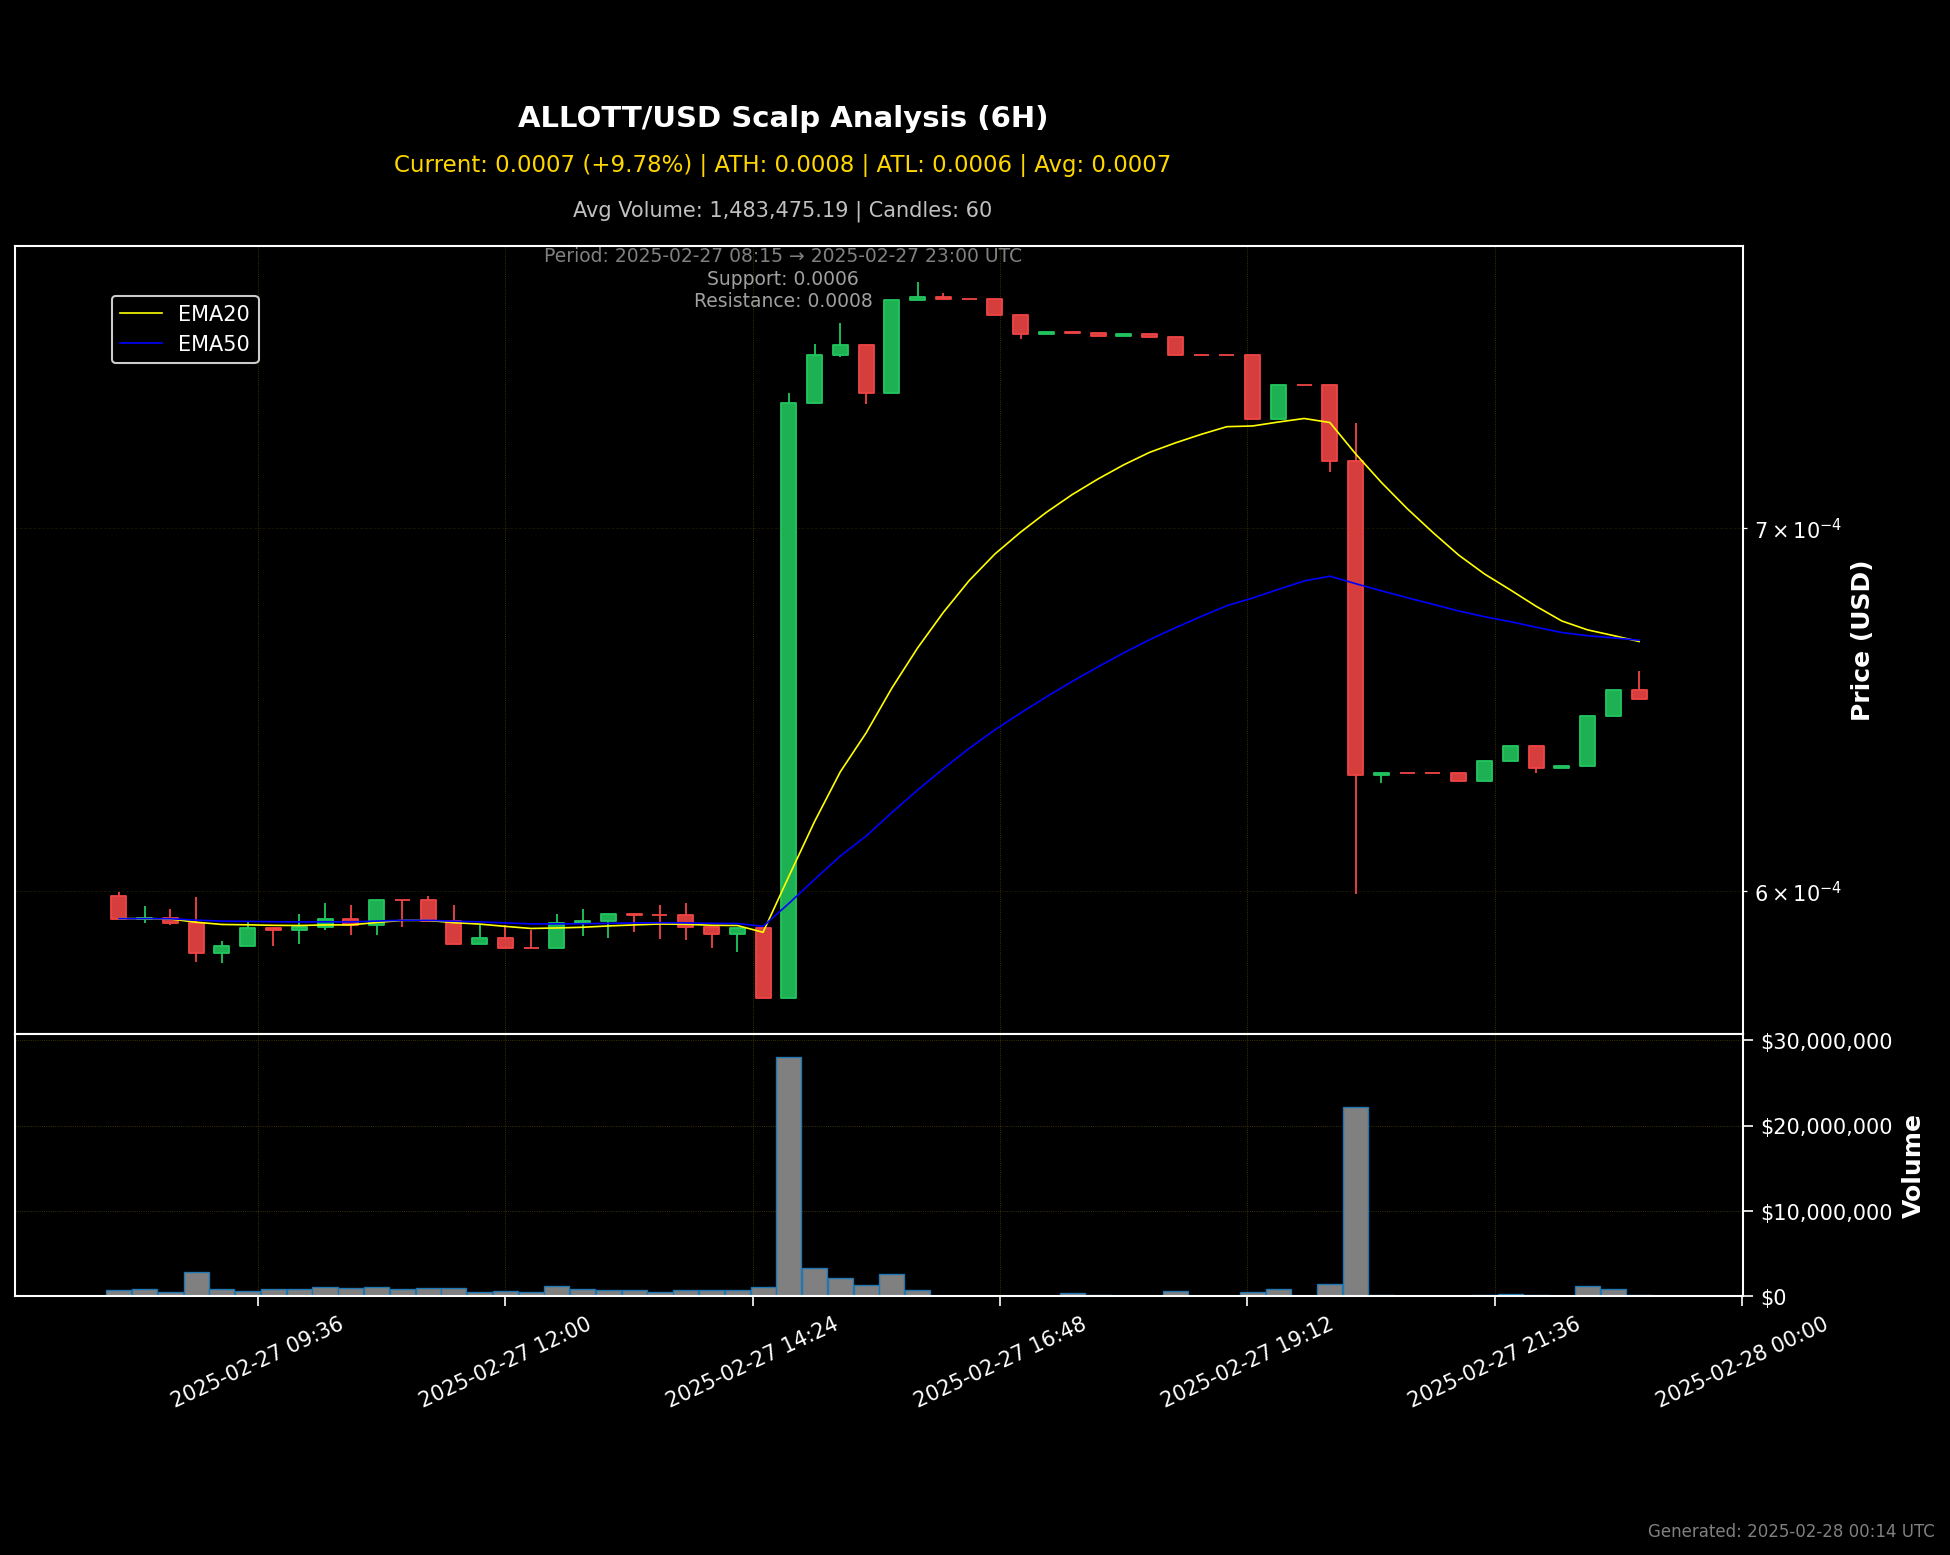 ALLOTT/USD Scalp Analysis (6H)
Current: 0.0007 (+9.78%) | ATH: 0.0008 | ATL: 0.0006 | Avg: 0.0007
Avg Volume: 1,483,475.19 | Candles: 60
Period: 2025-02-27 08:15 → 2025-02-27 23:00 UTC
Support: 0.0006
Resistance: 0.0008
EMA20
EMA50
7 × 10⁻⁴
6 × 10⁻⁴
Price (USD)
$30,000,000
$20,000,000
$10,000,000
$0
Volume
2025-02-27 09:36
2025-02-27 12:00
2025-02-27 14:24
2025-02-27 16:48
2025-02-27 19:12
2025-02-27 21:36
2025-02-28 00:00
Generated: 2025-02-28 00:14 UTC